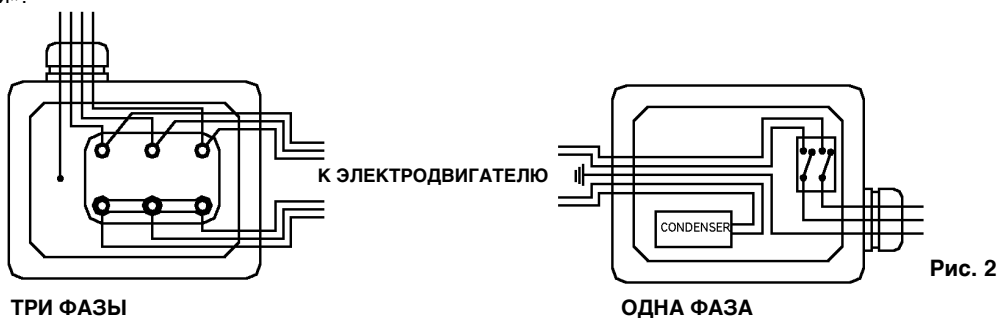 К ЭЛЕКТРОДВИГАТЕЛЮ
CONDENSER
Рис. 2
ТРИ ФАЗЫ
ОДНА ФАЗА